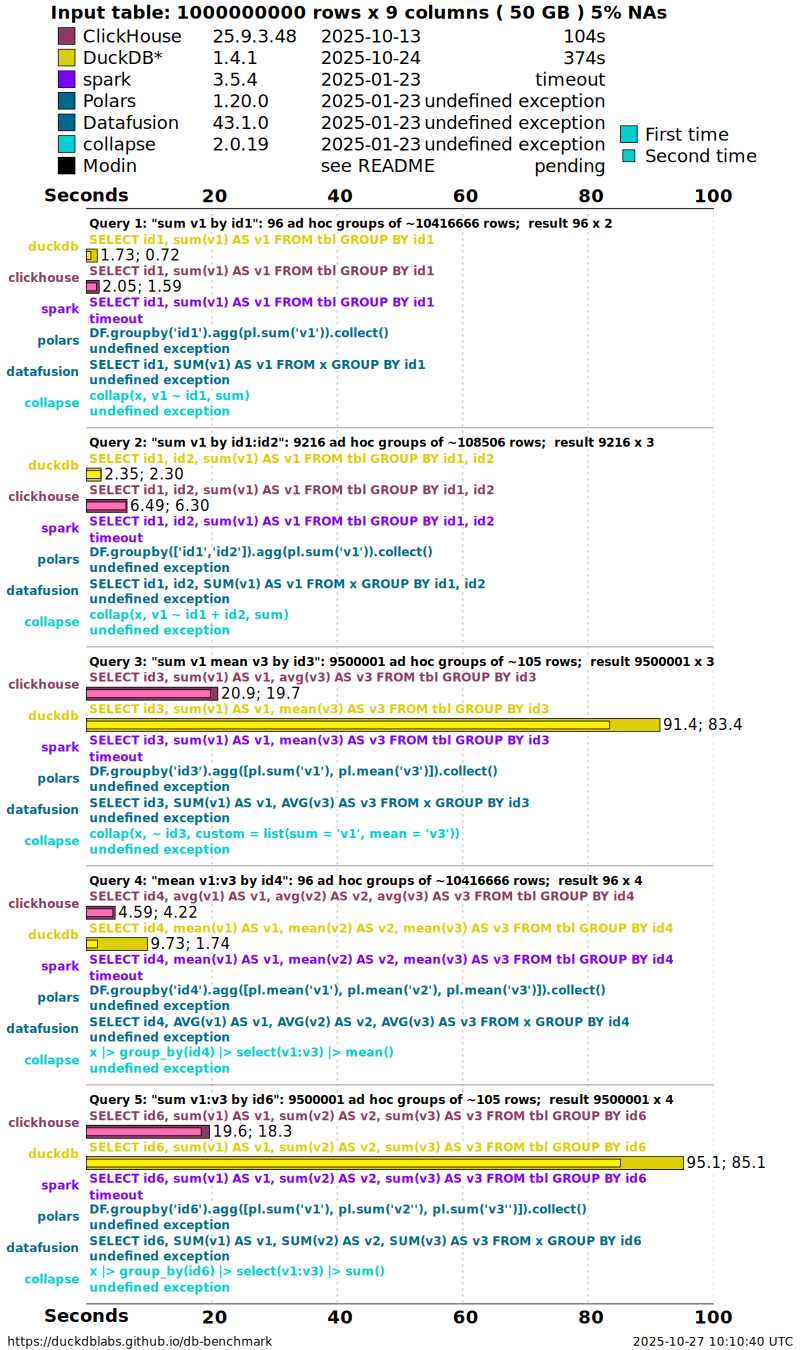 Input table: 1000000000 rows x 9 columns ( 50 GB ) 5% NAs
ClickHouse 25.9.3.48 2025-10-13 104s
DuckDB* 1.4.1 2025-10-24 374s
spark 3.5.4 2025-01-23 timeout
Polars 1.20.0 2025-01-23 undefined exception
Datafusion 43.1.0 2025-01-23 undefined exception
collapse 2.0.19 2025-01-23 undefined exception
Modin see README pending
First time
Second time
Seconds 20 40 60 80 100
Query 1: "sum v1 by id1": 96 ad hoc groups of ~10416666 rows; result 96 x 2
duckdb SELECT id1, sum(v1) AS v1 FROM tbl GROUP BY id1
1.73; 0.72
clickhouse SELECT id1, sum(v1) AS v1 FROM tbl GROUP BY id1
2.05; 1.59
spark SELECT id1, sum(v1) AS v1 FROM tbl GROUP BY id1
timeout
polars DF.groupby('id1').agg(pl.sum('v1')).collect()
undefined exception
datafusion SELECT id1, SUM(v1) AS v1 FROM x GROUP BY id1
undefined exception
collapse collap(x, v1 ~ id1, sum)
undefined exception
Query 2: "sum v1 by id1:id2": 9216 ad hoc groups of ~108506 rows; result 9216 x 3
duckdb SELECT id1, id2, sum(v1) AS v1 FROM tbl GROUP BY id1, id2
2.35; 2.30
clickhouse SELECT id1, id2, sum(v1) AS v1 FROM tbl GROUP BY id1, id2
6.49; 6.30
spark SELECT id1, id2, sum(v1) AS v1 FROM tbl GROUP BY id1, id2
timeout
polars DF.groupby(['id1','id2']).agg(pl.sum('v1')).collect()
undefined exception
datafusion SELECT id1, id2, SUM(v1) AS v1 FROM x GROUP BY id1, id2
undefined exception
collapse collap(x, v1 ~ id1 + id2, sum)
undefined exception
Query 3: "sum v1 mean v3 by id3": 9500001 ad hoc groups of ~105 rows; result 9500001 x 3
clickhouse SELECT id3, sum(v1) AS v1, avg(v3) AS v3 FROM tbl GROUP BY id3
20.9; 19.7
duckdb SELECT id3, sum(v1) AS v1, mean(v3) AS v3 FROM tbl GROUP BY id3
91.4; 83.4
spark SELECT id3, sum(v1) AS v1, mean(v3) AS v3 FROM tbl GROUP BY id3
timeout
polars DF.groupby('id3').agg([pl.sum('v1'), pl.mean('v3')]).collect()
undefined exception
datafusion SELECT id3, SUM(v1) AS v1, AVG(v3) AS v3 FROM x GROUP BY id3
undefined exception
collapse collap(x, ~ id3, custom = list(sum = 'v1', mean = 'v3'))
undefined exception
Query 4: "mean v1:v3 by id4": 96 ad hoc groups of ~10416666 rows; result 96 x 4
clickhouse SELECT id4, avg(v1) AS v1, avg(v2) AS v2, avg(v3) AS v3 FROM tbl GROUP BY id4
4.59; 4.22
duckdb SELECT id4, mean(v1) AS v1, mean(v2) AS v2, mean(v3) AS v3 FROM tbl GROUP BY id4
9.73; 1.74
spark SELECT id4, mean(v1) AS v1, mean(v2) AS v2, mean(v3) AS v3 FROM tbl GROUP BY id4
timeout
polars DF.groupby('id4').agg([pl.mean('v1'), pl.mean('v2'), pl.mean('v3')]).collect()
undefined exception
datafusion SELECT id4, AVG(v1) AS v1, AVG(v2) AS v2, AVG(v3) AS v3 FROM x GROUP BY id4
undefined exception
collapse x |> group_by(id4) |> select(v1:v3) |> mean()
undefined exception
Query 5: "sum v1:v3 by id6": 9500001 ad hoc groups of ~105 rows; result 9500001 x 4
clickhouse SELECT id6, sum(v1) AS v1, sum(v2) AS v2, sum(v3) AS v3 FROM tbl GROUP BY id6
19.6; 18.3
duckdb SELECT id6, sum(v1) AS v1, sum(v2) AS v2, sum(v3) AS v3 FROM tbl GROUP BY id6
95.1; 85.1
spark SELECT id6, sum(v1) AS v1, sum(v2) AS v2, sum(v3) AS v3 FROM tbl GROUP BY id6
timeout
polars DF.groupby('id6').agg([pl.sum('v1'), pl.sum('v2''), pl.sum('v3'')]).collect()
undefined exception
datafusion SELECT id6, SUM(v1) AS v1, SUM(v2) AS v2, SUM(v3) AS v3 FROM x GROUP BY id6
undefined exception
collapse x |> group_by(id6) |> select(v1:v3) |> sum()
undefined exception
Seconds 20 40 60 80 100
https://duckdblabs.github.io/db-benchmark 2025-10-27 10:10:40 UTC